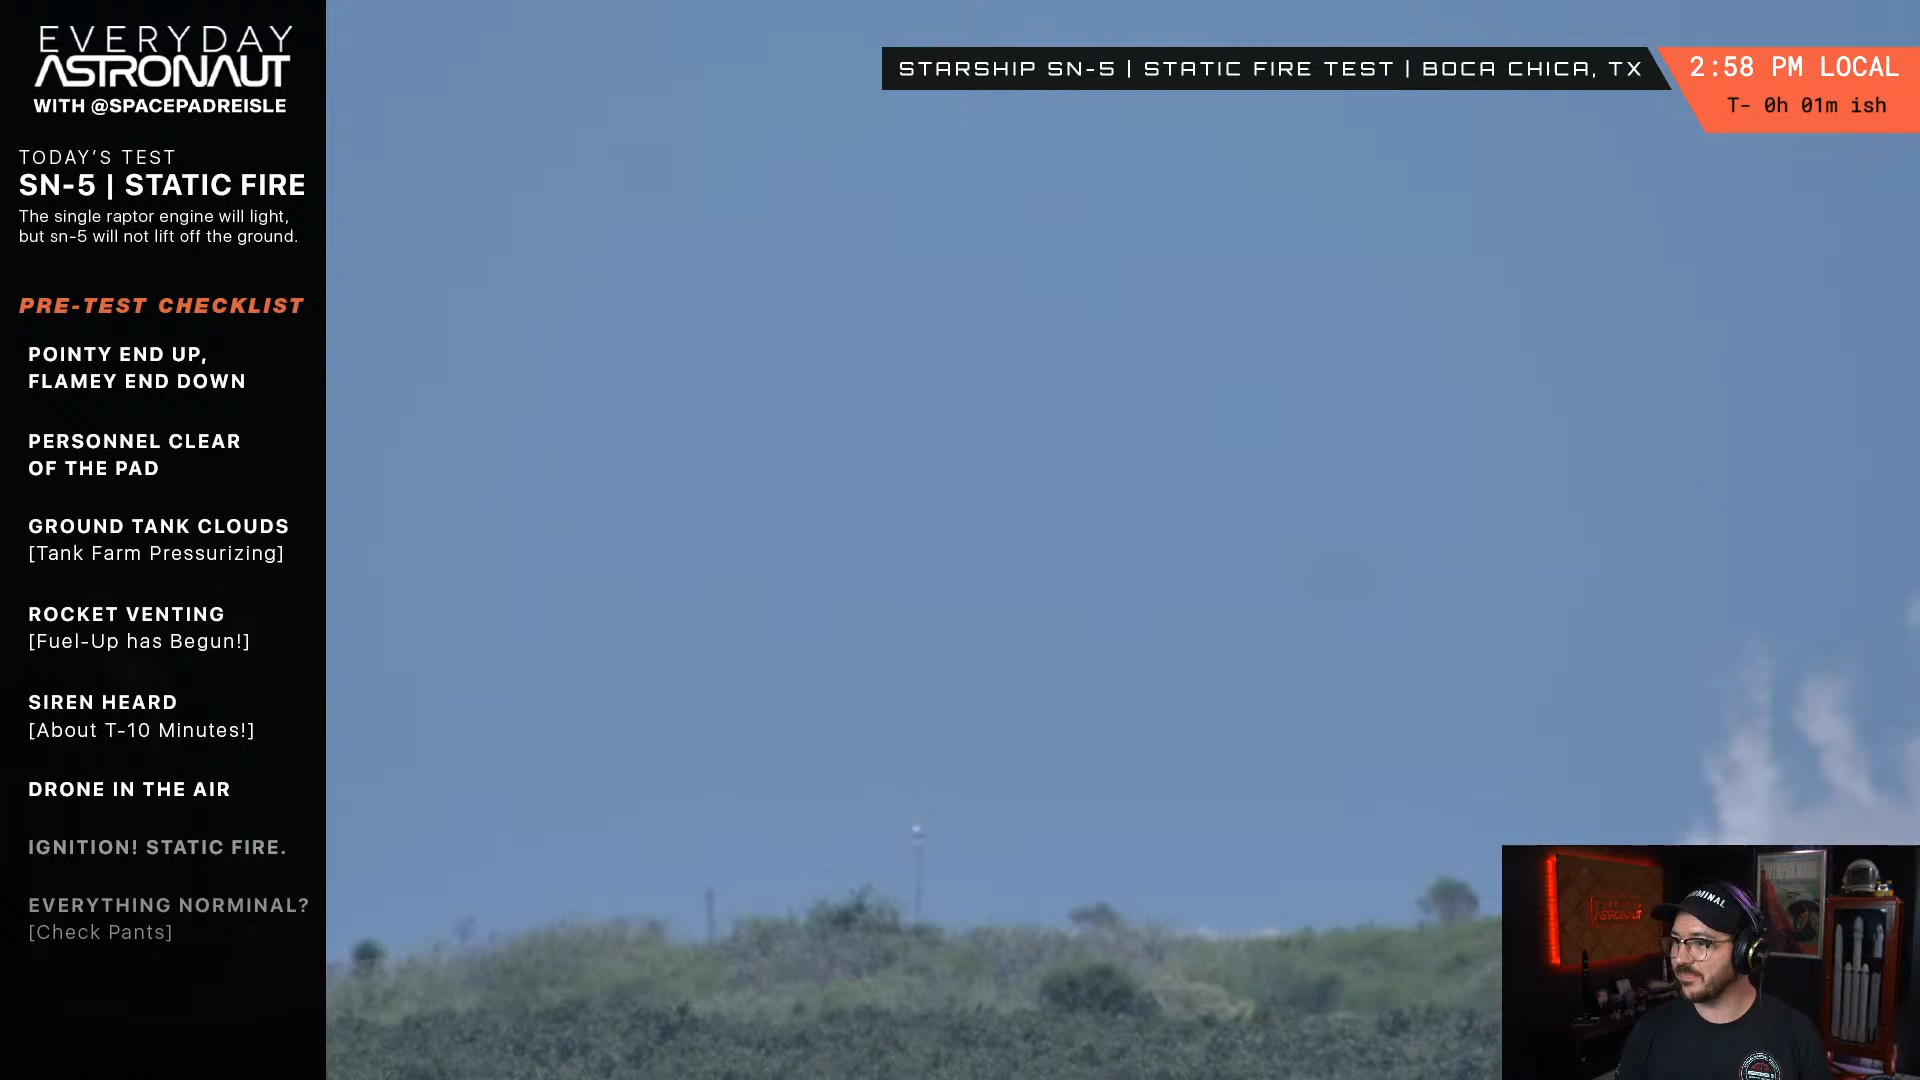 EVERYDAY
ASTRONAUT
WITH @SPACEPADREISLE
TODAY'S TEST
SN-5 | STATIC FIRE
The single raptor engine will light,
but sn-5 will not lift off the ground.
PRE-TEST CHECKLIST
POINTY END UP,
FLAMEY END DOWN
PERSONNEL CLEAR
OF THE PAD
GROUND TANK CLOUDS
[Tank Farm Pressurizing]
ROCKET VENTING
[Fuel-Up has Begun!]
SIREN HEARD
[About T-10 Minutes!]
DRONE IN THE AIR
IGNITION! STATIC FIRE.
EVERYTHING NORMINAL?
[Check Pants]
STARSHIP SN-5 | STATIC FIRE TEST | BOCA CHICA, TX
2:58 PM LOCAL
T- 0h 01m ish
ASTRONAUT